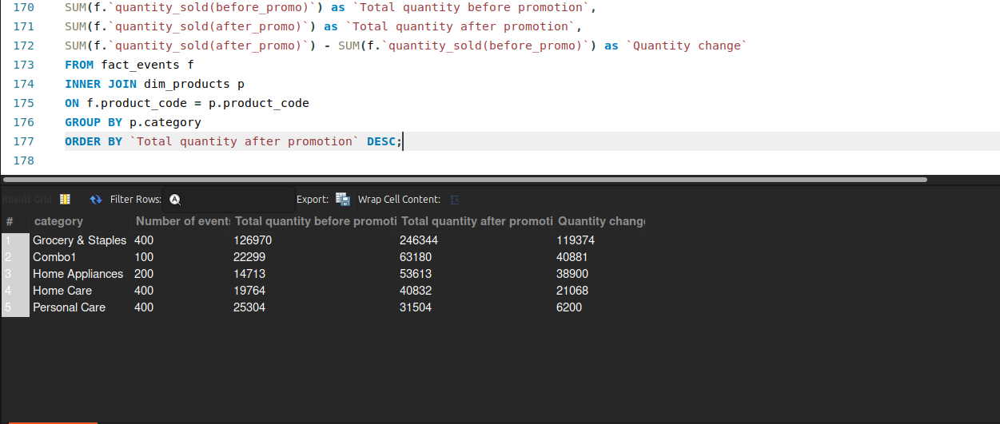 170 SUM(f.`quantity_sold(before_promo)`) as `Total quantity before promotion`,
171 SUM(f.`quantity_sold(after_promo)`) as `Total quantity after promotion`,
172 SUM(f.`quantity_sold(after_promo)`) - SUM(f.`quantity_sold(before_promo)`) as `Quantity change`
173 FROM fact_events f
174 INNER JOIN dim_products p
175 ON f.product_code = p.product_code
176 GROUP BY p.category
177 ORDER BY `Total quantity after promotion` DESC;
178
Result Grid Filter Rows: Export: Wrap Cell Content:
# category Number of events Total quantity before promoti Total quantity after promoti Quantity change
1 Grocery & Staples 400 126970 246344 119374
2 Combo1 100 22299 63180 40881
3 Home Appliances 200 14713 53613 38900
4 Home Care 400 19764 40832 21068
5 Personal Care 400 25304 31504 6200